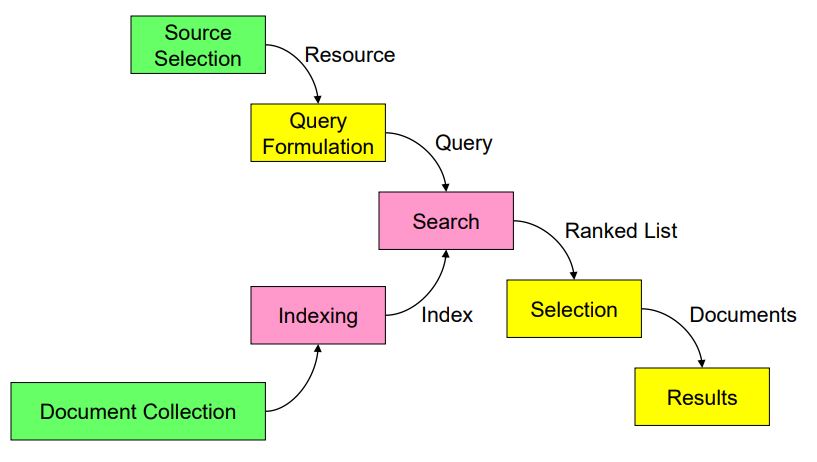 Source
Selection
Resource
Query
Formulation
Query
Search
Ranked List
Indexing
Index
Selection
Documents
Results
Document Collection